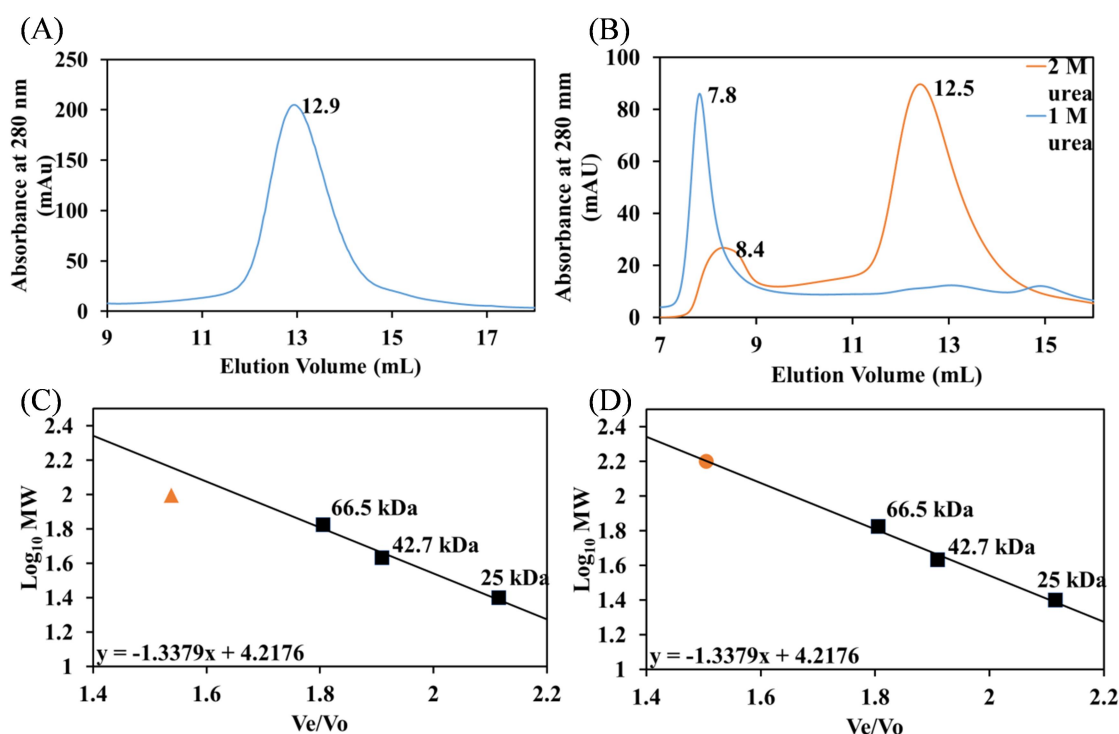 (A)
250
200
150
100
50
0
Absorbance at 280 nm
(mAu)
12.9
9 11 13 15 17
Elution Volume (mL)
(B)
100
80
60
40
20
0
Absorbance at 280 mm
(mAU)
7.8
8.4
12.5
2 M
urea
1 M
urea
7 9 11 13 15
Elution Volume (mL)
(C)
2.4
2.2
2
1.8
1.6
1.4
1.2
1
Log10 MW
66.5 kDa
42.7 kDa
25 kDa
y = -1.3379x + 4.2176
1.4 1.6 1.8 2 2.2
Ve/Vo
(D)
2.4
2.2
2
1.8
1.6
1.4
1.2
1
Log10 MW
66.5 kDa
42.7 kDa
25 kDa
y = -1.3379x + 4.2176
1.4 1.6 1.8 2 2.2
Ve/Vo